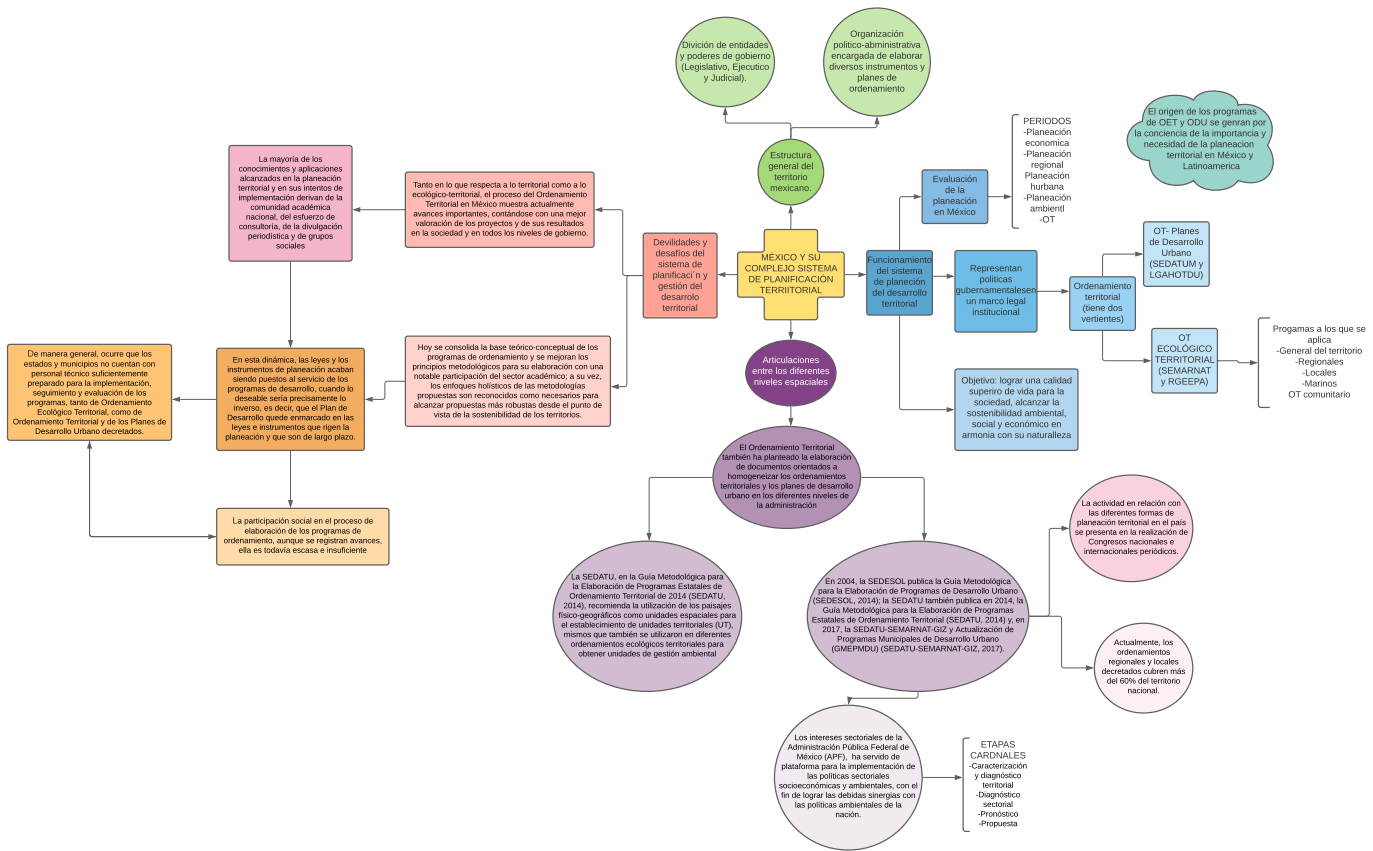 División de entidades
y poderes de gobierno
(Legislativo, Ejecutico
y Judicial).
Organización
politico-administrativa
encargada de elaborar
diversos instrumentos y
planes de
ordenamiento
Estructura
general del
territorio
mexicano.
MÉXICO Y SU
COMPLEJO SISTEMA
DE PLANIFICACIÓN
TERRIITORIAL
El origen de los programas
de OET y ODU se genran por
la conciencia de la importancia y
necesidad de la planeacion
territorial en México y
Latinoamerica
Funcionamiento
del sistema
de planeción
del desarrollo
territorial
Evaluación
de la
planeación
en México
PERIODOS
-Planeación
economica
-Planeación
regional
Planeación
hurbana
-Planeación
ambientl
-OT
Representan
politicas
gubernamentalesen
un marco legal
institucional
Ordenamiento
territorial
(tiene dos
vertientes)
OT- Planes
de Desarrollo
Urbano
(SEDATUM y
LGAHOTDU)
OT
ECOLÓGICO
TERRITORIAL
(SEMARNAT
y RGEEPA)
Progamas a los que se
aplica
-General del territorio
-Regionales
-Locales
-Marinos
OT comunitario
Objetivo: lograr una calidad
superiro de vida para la
sociedad, alcanzar la
sostenibilidad ambiental,
social y económico en
armonia con su naturalleza
Devilidades y
desafíos del
sistema de
planificaci´n y
gestión del
desarrolo
territorial
Tanto en lo que respecta a lo territorial como a lo
ecológico-territorial, el proceso del Ordenamiento
Territorial en México muestra actualmente
avances importantes, contándose con una mejor
valoración de los proyectos y de sus resultados
en la sociedad y en todos los niveles de gobierno.
La mayoría de los
conocimientos y aplicaciones
alcanzados en la planeación
territorial y en sus intentos de
implementación derivan de la
comunidad académica
nacional, del esfuerzo de
consultoría, de la divulgación
periodística y de grupos
sociales
Hoy se consolida la base teórico-conceptual de los
programas de ordenamiento y se mejoran los
principios metodológicos para su elaboración con una
notable participación del sector académico; a su vez,
los enfoques holísticos de las metodologías
propuestas son reconocidos como necesarios para
alcanzar propuestas más robustas desde el punto de
vista de la sostenibilidad de los territorios.
En esta dinámica, las leyes y los
instrumentos de planeación acaban
siendo puestos al servicio de los
programas de desarrollo, cuando lo
deseable sería precisamente lo
inverso, es decir, que el Plan de
Desarrollo quede enmarcado en las
leyes e instrumentos que rigen la
planeación y que son de largo plazo.
De manera general, ocurre que los
estados y municipios no cuentan con
personal técnico suficientemente
preparado para la implementación,
seguimiento y evaluación de los
programas, tanto de Ordenamiento
Ecológico Territorial, como de
Ordenamiento Territorial y de los Planes de
Desarrollo Urbano decretados.
La participación social en el proceso de
elaboración de los programas de
ordenamiento, aunque se registran avances,
ella es todavía escasa e insuficiente
Articulaciones
entre los diferentes
niveles espaciales
El Ordenamiento Territorial
también ha planteado la elaboración
de documentos orientados a
homogeneizar los ordenamientos
territoriales y los planes de desarrollo
urbano en los diferentes niveles de
la administración
La SEDATU, en la Guía Metodológica para
la Elaboración de Programas Estatales de
Ordenamiento Territorial de 2014 (SEDATU,
2014), recomienda la utilización de los paisajes
físico-geográficos como unidades espaciales para
el establecimiento de unidades territoriales (UT),
mismos que también se utilizaron en diferentes
ordenamientos ecológicos territoriales para
obtener unidades de gestión ambiental
En 2004, la SEDESOL publica la Guía Metodológica
para la Elaboración de Programas de Desarrollo Urbano
(SEDESOL, 2014); la SEDATU también publica en 2014, la
Guía Metodológica para la Elaboración de Programas
Estatales de Ordenamiento Territorial (SEDATU, 2014) y, en
2017, la SEDATU-SEMARNAT-GIZ y Actualización de
Programas Municipales de Desarrollo Urbano
(GMEPMDU) (SEDATU-SEMARNAT-GIZ, 2017).
La actividad en relación con
las diferentes formas de
planeación territorial en el país
se presenta en la realización de
Congresos nacionales e
internacionales periódicos.
Actualmente, los
ordenamientos
regionales y locales
decretados cubren más
del 60% del territorio
nacional.
Los intereses sectoriales de la
Administración Pública Federal de
México (APF), ha servido de
plataforma para la implementación de
las políticas sectoriales
socioeconómicas y ambientales, con el
fin de lograr las debidas sinergias con
las políticas ambientales de la
nación.
ETAPAS
CARDNALES
-Caracterización
y diagnóstico
territorial
-Diagnóstico
sectorial
-Pronóstico
-Propuesta